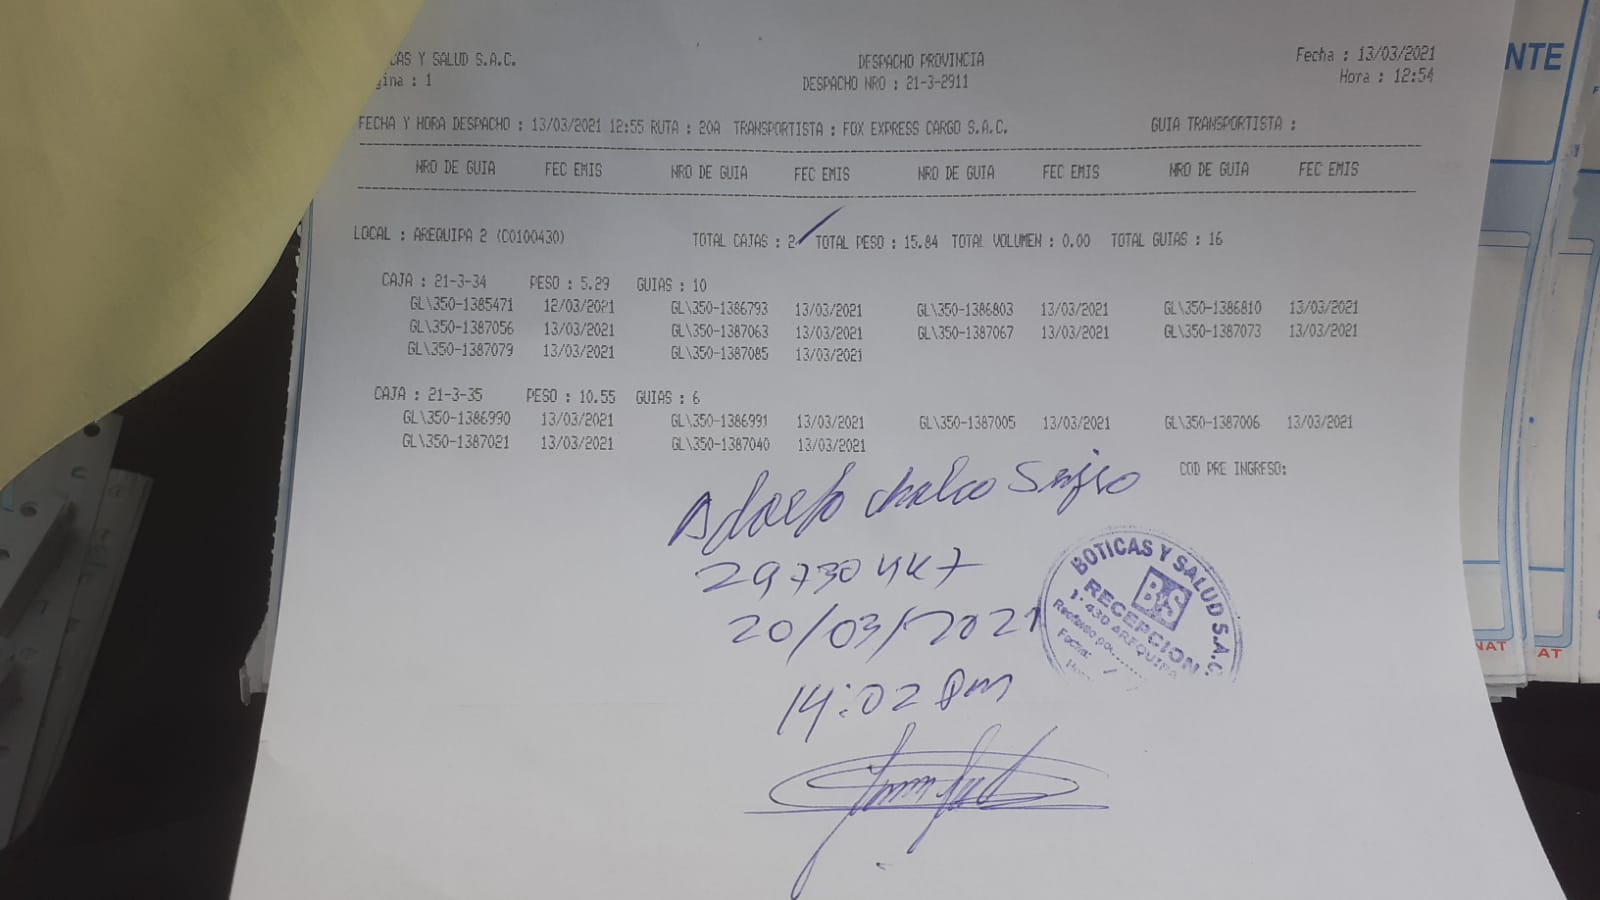 CAS Y SALUD S.A.C. DESPACHO PROVINCIA Fecha : 13/03/2021
gina : 1 DESPACHO NRO : 21-3-2911 Hora : 12:54
FECHA Y HORA DESPACHO : 13/03/2021 12:55 RUTA : 20A TRANSPORTISTA : FOX EXPRESS CARGO S.A.C. GUIA TRANSPORTISTA :
NRO DE GUIA FEC EMIS NRO DE GUIA FEC EMIS NRO DE GUIA FEC EMIS NRO DE GUIA FEC EMIS
LOCAL : AREQUIPA 2 (C0100430) TOTAL CAJAS : 2 TOTAL PESO : 15.84 TOTAL VOLUMEN : 0.00 TOTAL GUIAS : 16
CAJA : 21-3-34 PESO : 5.29 GUIAS : 10
GL\350-1385471 12/03/2021 GL\350-1386793 13/03/2021 GL\350-1386803 13/03/2021 GL\350-1386810 13/03/2021
GL\350-1387056 13/03/2021 GL\350-1387063 13/03/2021 GL\350-1387067 13/03/2021 GL\350-1387073 13/03/2021
GL\350-1387079 13/03/2021 GL\350-1387085 13/03/2021
CAJA : 21-3-35 PESO : 10.55 GUIAS : 6
GL\350-1386990 13/03/2021 GL\350-1386991 13/03/2021 GL\350-1387005 13/03/2021 GL\350-1387006 13/03/2021
GL\350-1387021 13/03/2021 GL\350-1387040 13/03/2021
COD PRE INGRESO:
20/03/2021
14:02 pm
BOTICAS Y SALUD S.A.C.
BS
RECEPCION
430 AREQUIPA
Recibido por
Fecha:
NTE
NAT
AT